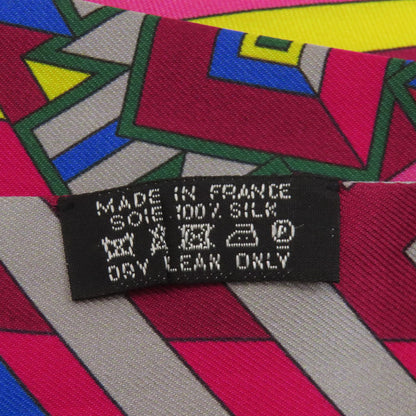 MADE IN FRANCE
SOIE 100% SILK
DRY LEAN ONLY